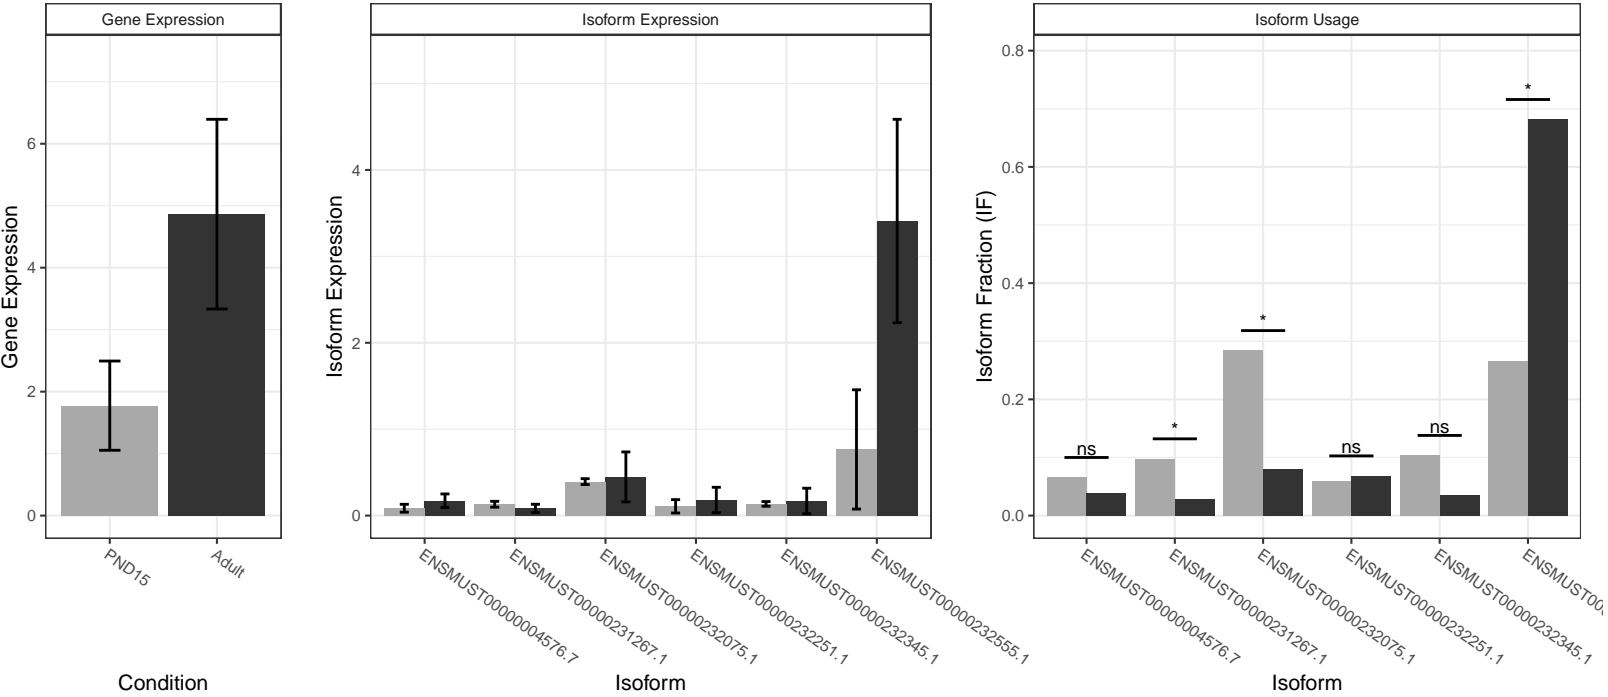 Gene Expression
Isoform Expression
Isoform Usage
Gene Expression
6
4
2
0
PND15
Adult
Condition
Isoform Expression
4
2
0
ENSMUST00000004576.7
ENSMUST00000231267.1
ENSMUST00000232075.1
ENSMUST00000232251.1
ENSMUST00000232345.1
ENSMUST00000232555.1
Isoform
Isoform Fraction (IF)
0.8
0.6
0.4
0.2
0.0
ns
*
*
ns
ns
*
ENSMUST00000004576.7
ENSMUST00000231267.1
ENSMUST00000232075.1
ENSMUST00000232251.1
ENSMUST00000232345.1
Isoform